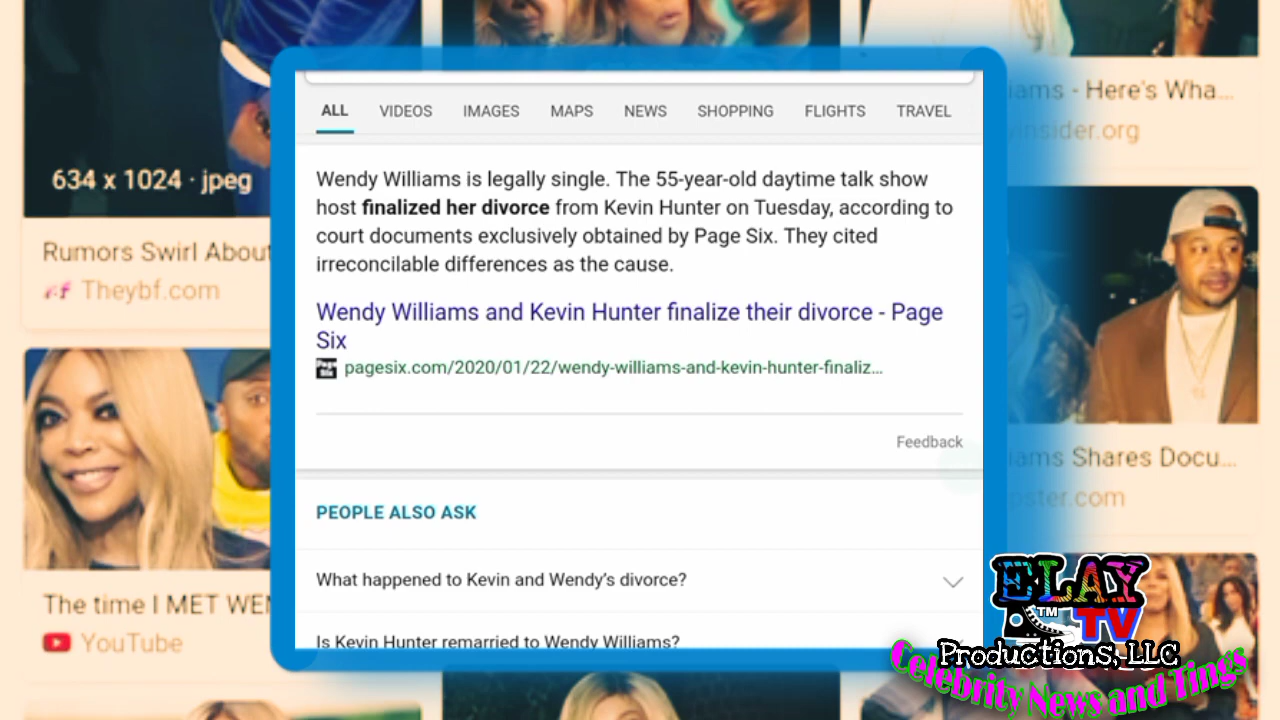 ALL VIDEOS IMAGES MAPS NEWS SHOPPING FLIGHTS TRAVEL
Wendy Williams is legally single. The 55-year-old daytime talk show
host finalized her divorce from Kevin Hunter on Tuesday, according to
court documents exclusively obtained by Page Six. They cited
irreconcilable differences as the cause.
Wendy Williams and Kevin Hunter finalize their divorce - Page
Six
Page Six
pagesix.com/2020/01/22/wendy-williams-and-kevin-hunter-finaliz...
Feedback
PEOPLE ALSO ASK
What happened to Kevin and Wendy's divorce?
Is Kevin Hunter remarried to Wendy Williams?
634 x 1024 · jpeg
Rumors Swirl About
Theybf.com
The time I MET WEN
YouTube
iams - Here's Wha...
insider.org
iams Shares Docu...
ster.com
ELAY
TM
TV
Productions, LLC
Celebrity News and Tings